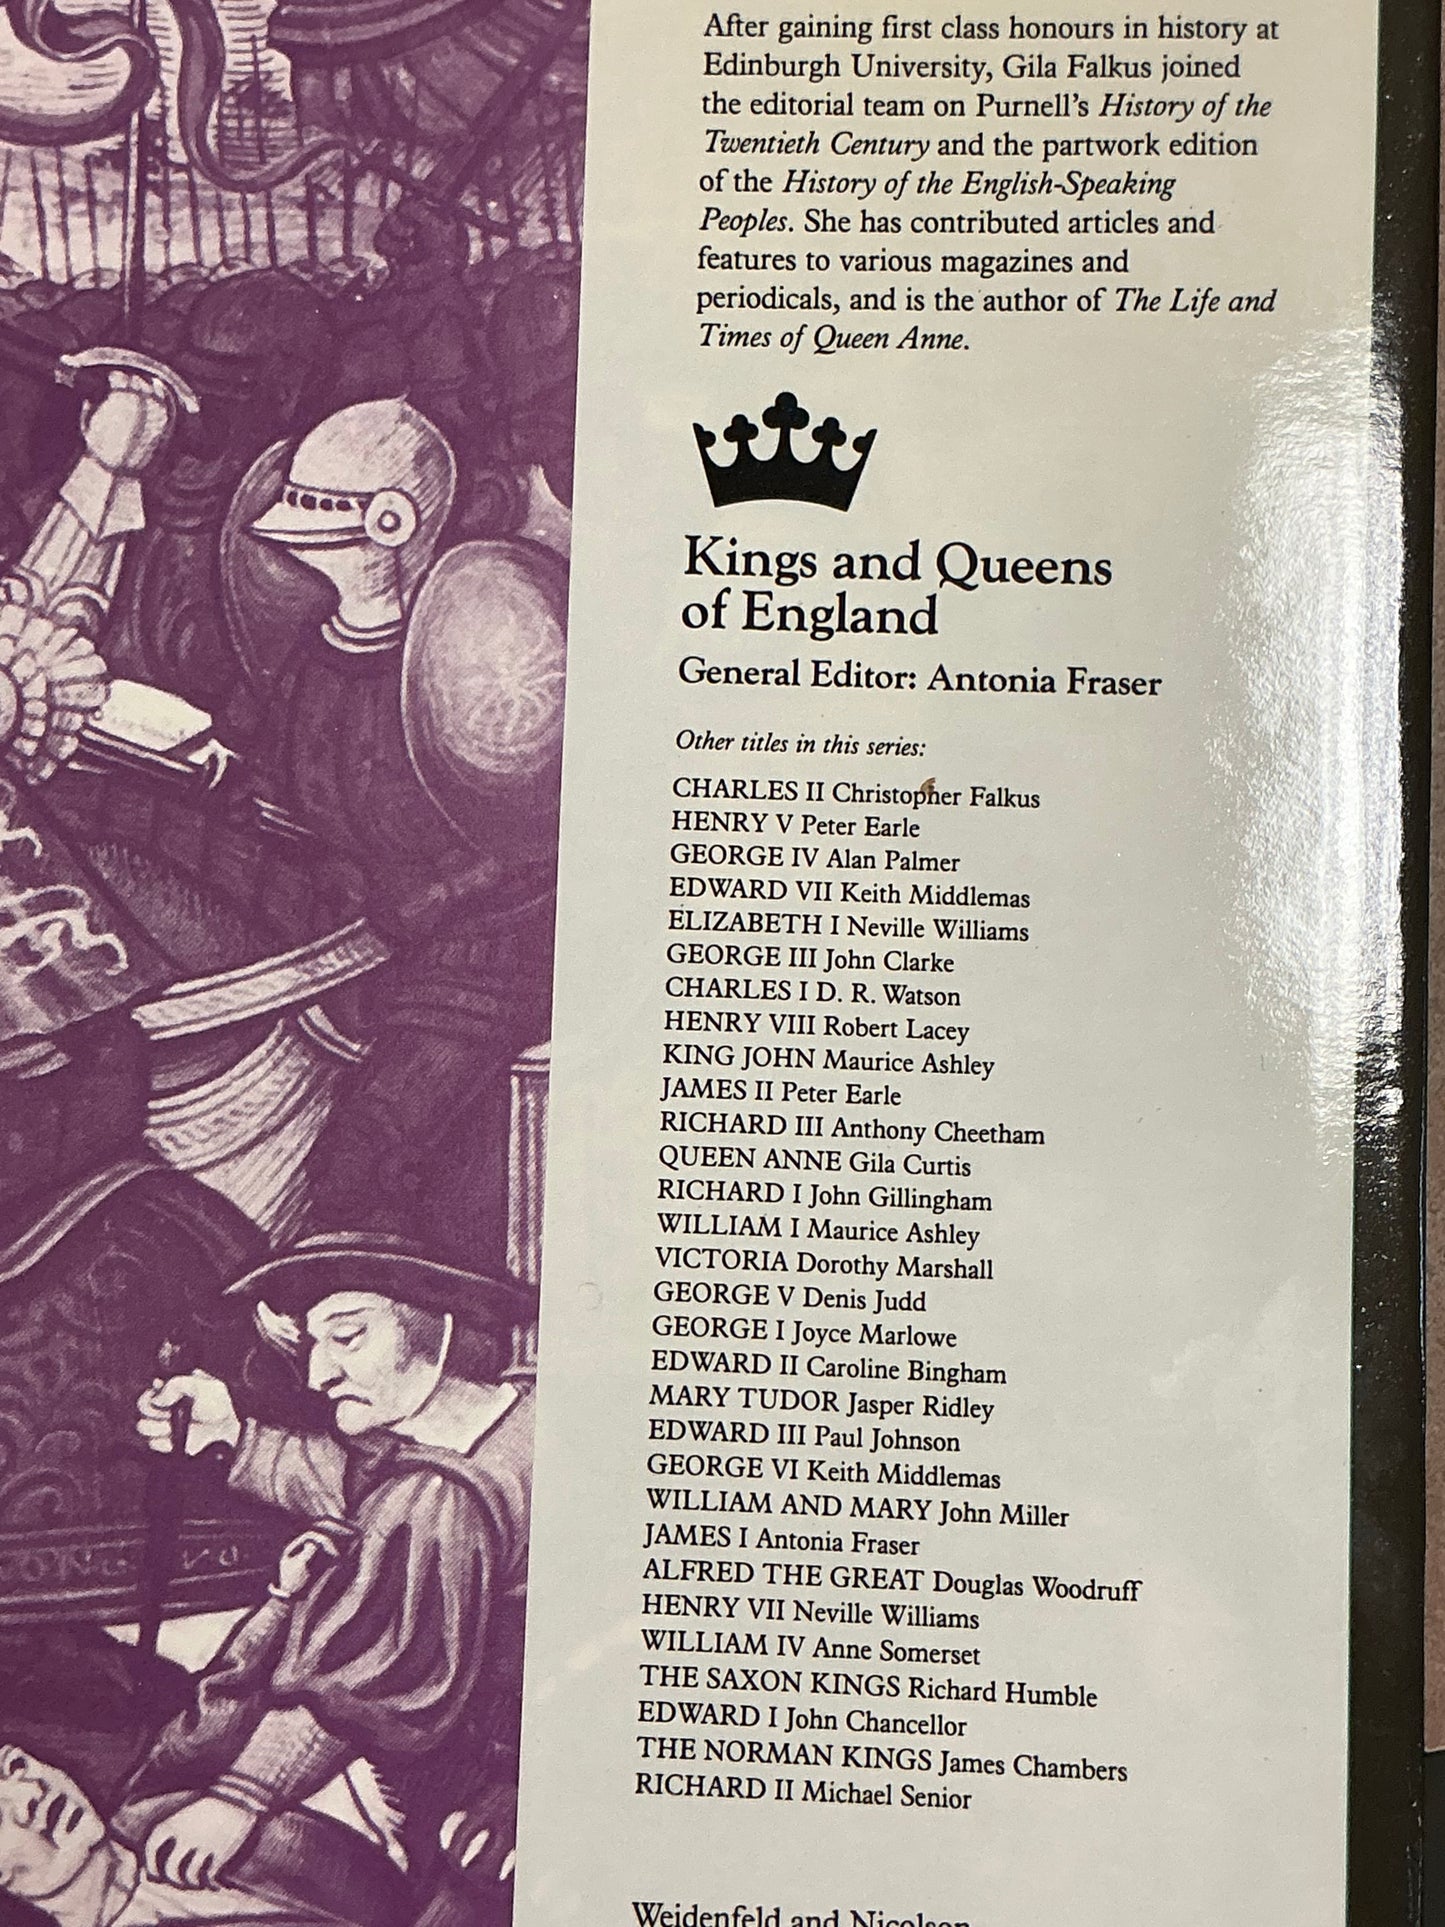 After gaining first class honours in history at
Edinburgh University, Gila Falkus joined
the editorial team on Purnell's History of the
Twentieth Century and the partwork edition
of the History of the English-Speaking
Peoples. She has contributed articles and
features to various magazines and
periodicals, and is the author of The Life and
Times of Queen Anne.
Kings and Queens
of England
General Editor: Antonia Fraser
Other titles in this series:
CHARLES II Christopher Falkus
HENRY V Peter Earle
GEORGE IV Alan Palmer
EDWARD VII Keith Middlemas
ELIZABETH I Neville Williams
GEORGE III John Clarke
CHARLES I D. R. Watson
HENRY VIII Robert Lacey
KING JOHN Maurice Ashley
JAMES II Peter Earle
RICHARD III Anthony Cheetham
QUEEN ANNE Gila Curtis
RICHARD I John Gillingham
WILLIAM I Maurice Ashley
VICTORIA Dorothy Marshall
GEORGE V Denis Judd
GEORGE I Joyce Marlowe
EDWARD II Caroline Bingham
MARY TUDOR Jasper Ridley
EDWARD III Paul Johnson
GEORGE VI Keith Middlemas
WILLIAM AND MARY John Miller
JAMES I Antonia Fraser
ALFRED THE GREAT Douglas Woodruff
HENRY VII Neville Williams
WILLIAM IV Anne Somerset
THE SAXON KINGS Richard Humble
EDWARD I John Chancellor
THE NORMAN KINGS James Chambers
RICHARD II Michael Senior
Weidenfeld and Nicolson